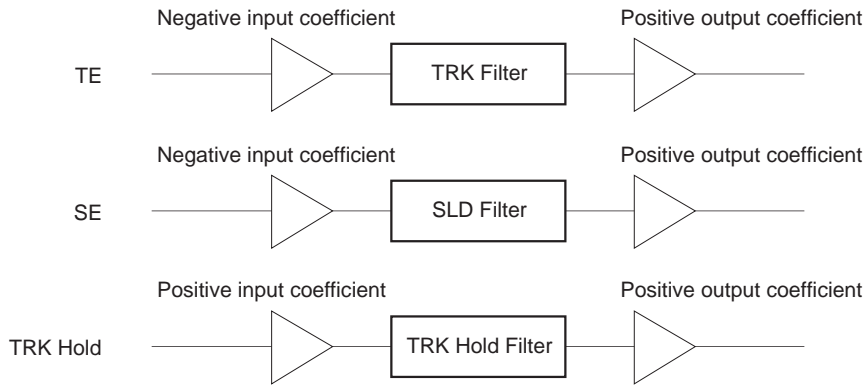 Negative input coefficient
Positive output coefficient
TE
TRK Filter
Negative input coefficient
Positive output coefficient
SE
SLD Filter
Positive input coefficient
Positive output coefficient
TRK Hold
TRK Hold Filter